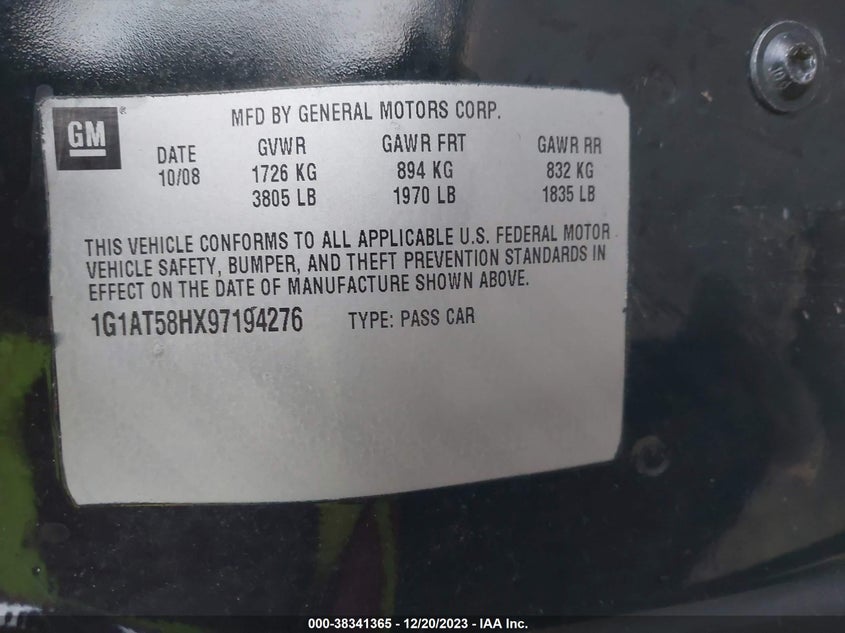 GM
MFD BY GENERAL MOTORS CORP.
DATE GVWR GAWR FRT GAWR RR
10/08 1726 KG 894 KG 832 KG
3805 LB 1970 LB 1835 LB
THIS VEHICLE CONFORMS TO ALL APPLICABLE U.S. FEDERAL MOTOR
VEHICLE SAFETY, BUMPER, AND THEFT PREVENTION STANDARDS IN
EFFECT ON THE DATE OF MANUFACTURE SHOWN ABOVE.
1G1AT58HX97194276 TYPE: PASS CAR
000-38341365 - 12/20/2023 - IAA Inc.